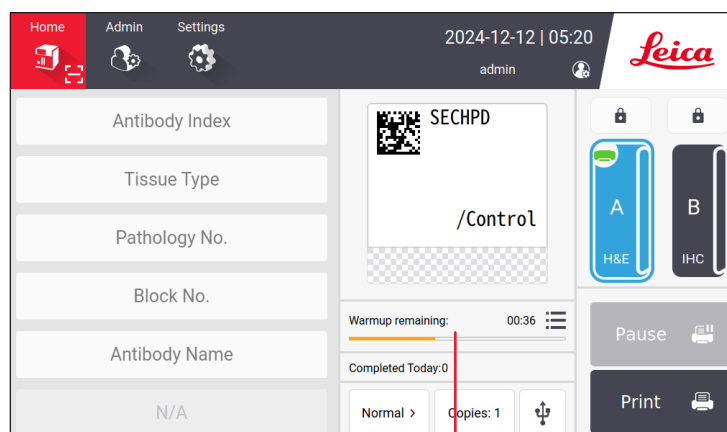 Home
Admin
Settings
2024-12-12 | 05:20
admin
Leica
Antibody Index
Tissue Type
Pathology No.
Block No.
Antibody Name
N/A
SECHPD
/Control
Warmup remaining: 00:36
Completed Today:0
Normal >
Copies: 1
A
H&E
B
IHC
Pause
Print